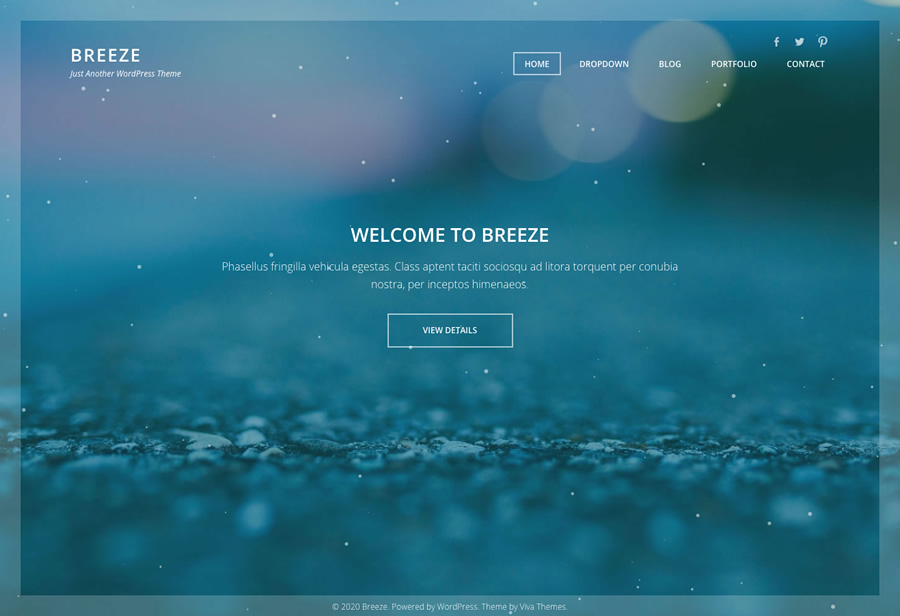 BREEZE
Just Another WordPress Theme
HOME
DROPDOWN
BLOG
PORTFOLIO
CONTACT
WELCOME TO BREEZE
Phasellus fringilla vehicula egestas. Class aptent taciti sociosqu ad litora torquent per conubia
nostra, per inceptos himenaeos.
VIEW DETAILS
© 2020 Breeze. Powered by WordPress. Theme by Viva Themes.